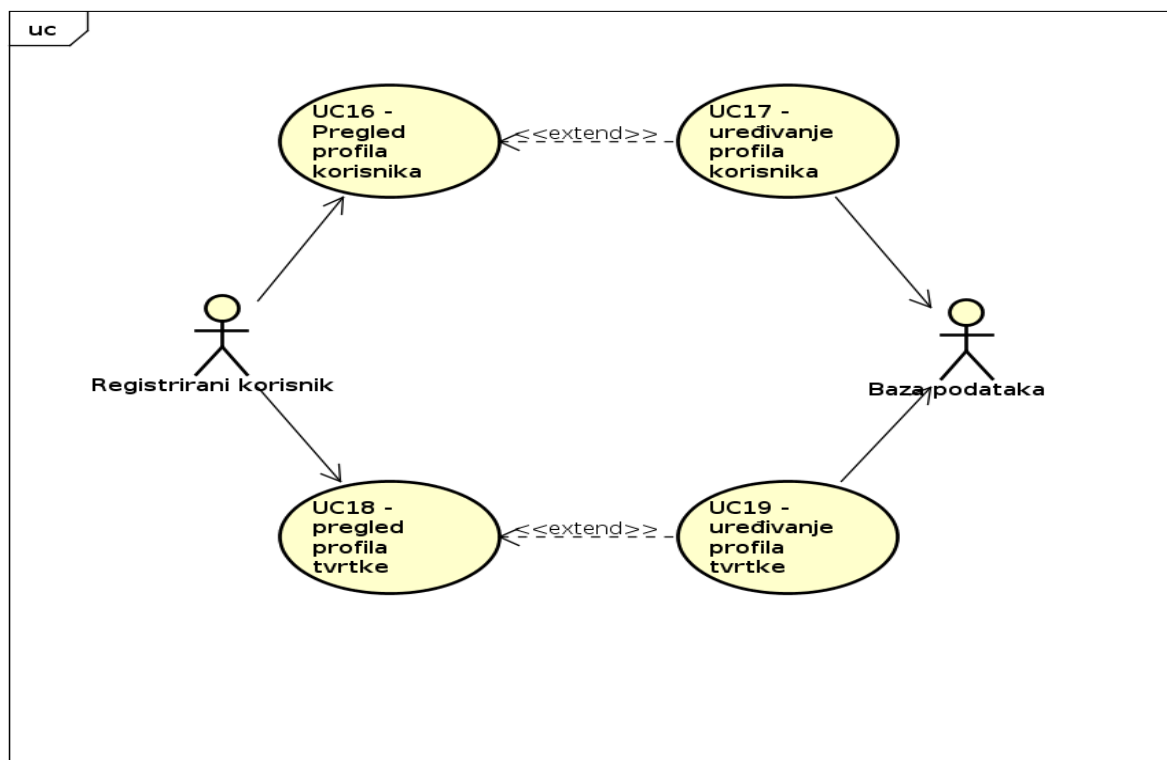 uc
UC16 -
Pregled
profila
korisnika
<<extend>>
UC17 -
uređivanje
profila
korisnika
Registrirani korisnik
Baza podataka
UC18 -
pregled
profila
tvrtke
<<extend>>
UC19 -
uređivanje
profila
tvrtke